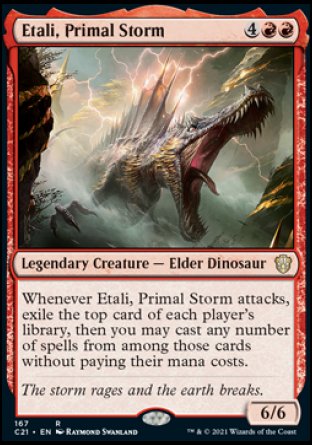 Etali, Primal Storm 4
Legendary Creature — Elder Dinosaur
Whenever Etali, Primal Storm attacks,
exile the top card of each player's
library, then you may cast any number
of spells from among those cards
without paying their mana costs.
The storm rages and the earth breaks.
6/6
167 R
C21 • EN RAYMOND SWANLAND
™ & © 2021 Wizards of the Coast